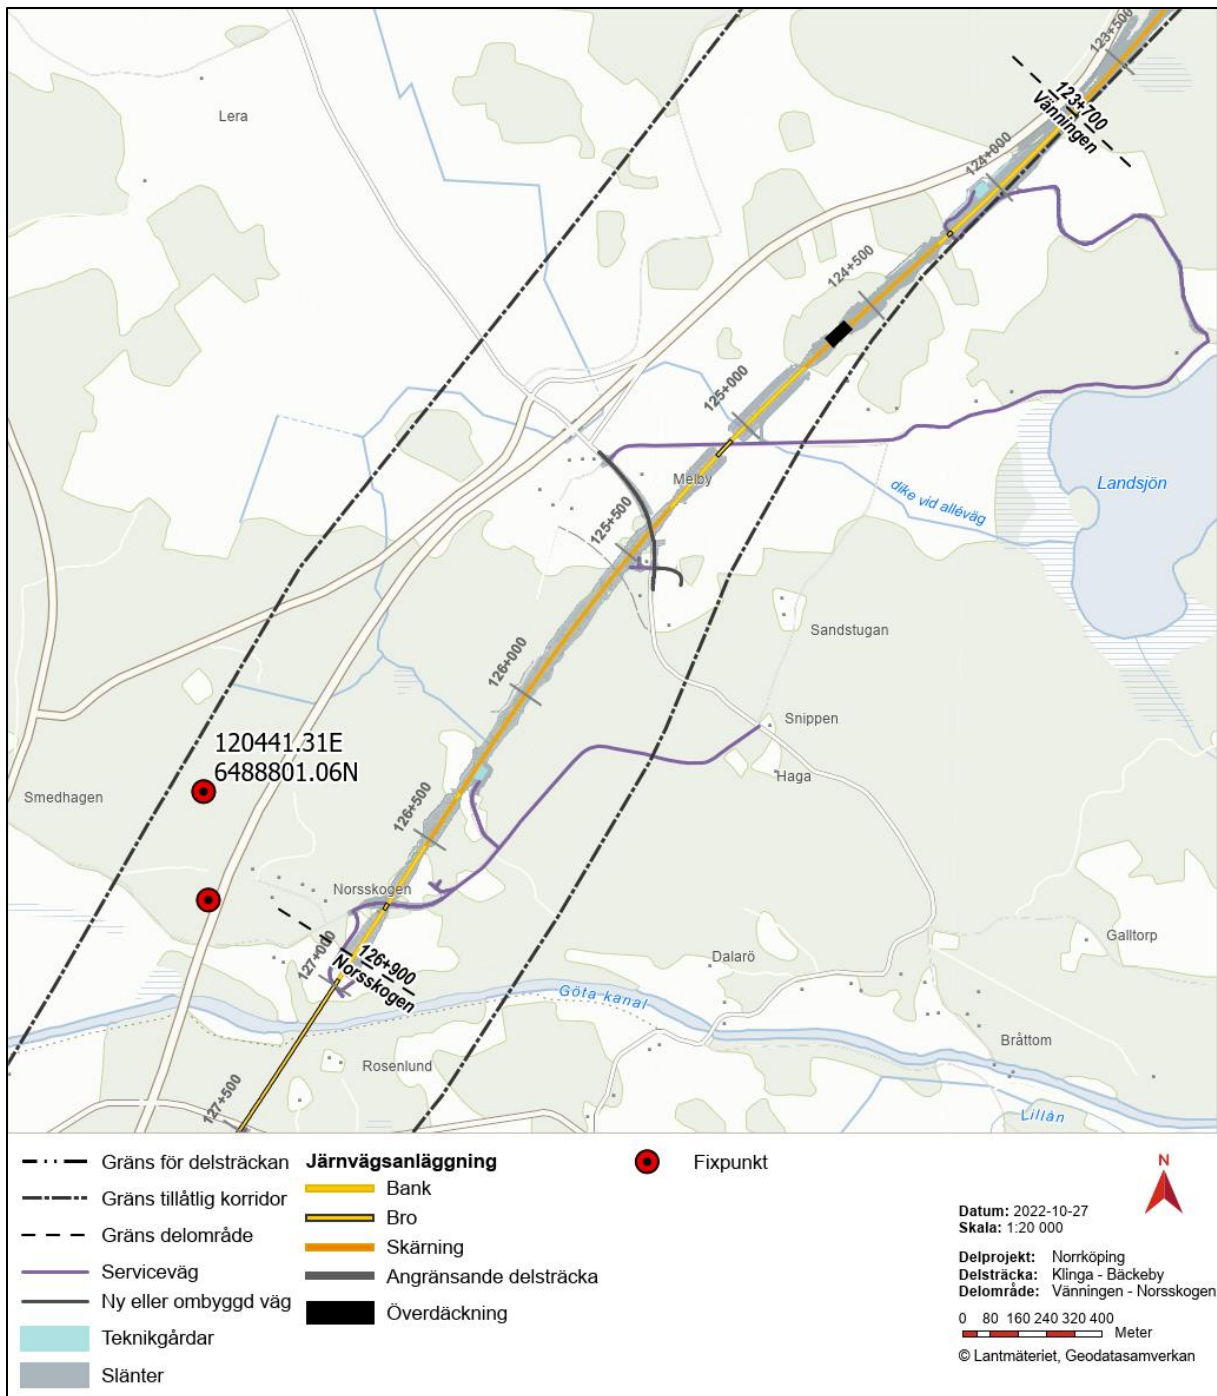 123+500
Lera
123+700
Vänningen
124+000
124+500
125+000
Landsjön
Melby
dike vid alléväg
125+500
Sandstugan
126+000
Snippen
120441.31E
6488801.06N
Haga
Smedhagen
126+500
Norsskogen
Galltorp
127+000
126+900
Norsskogen
Dalarö
Göta kanal
Bråttom
Rosenlund
127+500
Lillån
Gräns för delsträckan
Gräns tillåtlig korridor
Gräns delområde
Serviceväg
Ny eller ombyggd väg
Teknikgårdar
Slänter
Järnvägsanläggning
Bank
Bro
Skärning
Angränsande delsträcka
Överdäckning
Fixpunkt
N
Datum: 2022-10-27
Skala: 1:20 000
Delprojekt: Norrköping
Delsträcka: Klinga - Bäckeby
Delområde: Vänningen - Norsskogen
0 80 160 240 320 400
Meter
© Lantmäteriet, Geodatasamverkan